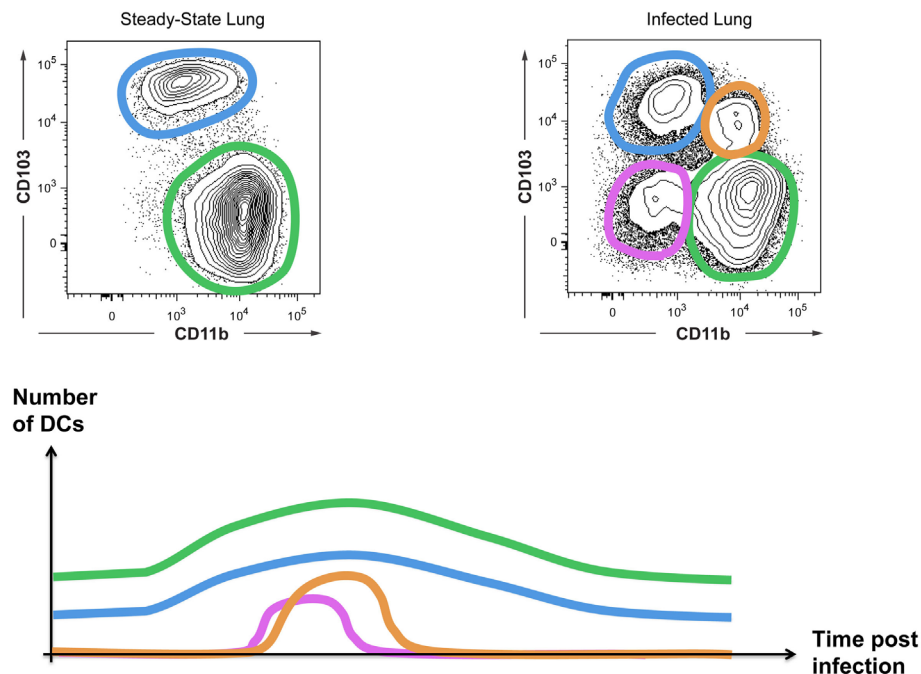 Steady-State Lung
Infected Lung
10⁵
10⁴
10³
0
CD103
0
10³
10⁴
10⁵
CD11b
10⁵
10⁴
10³
0
CD103
0
10³
10⁴
10⁵
CD11b
Number
of DCs
Time post
infection